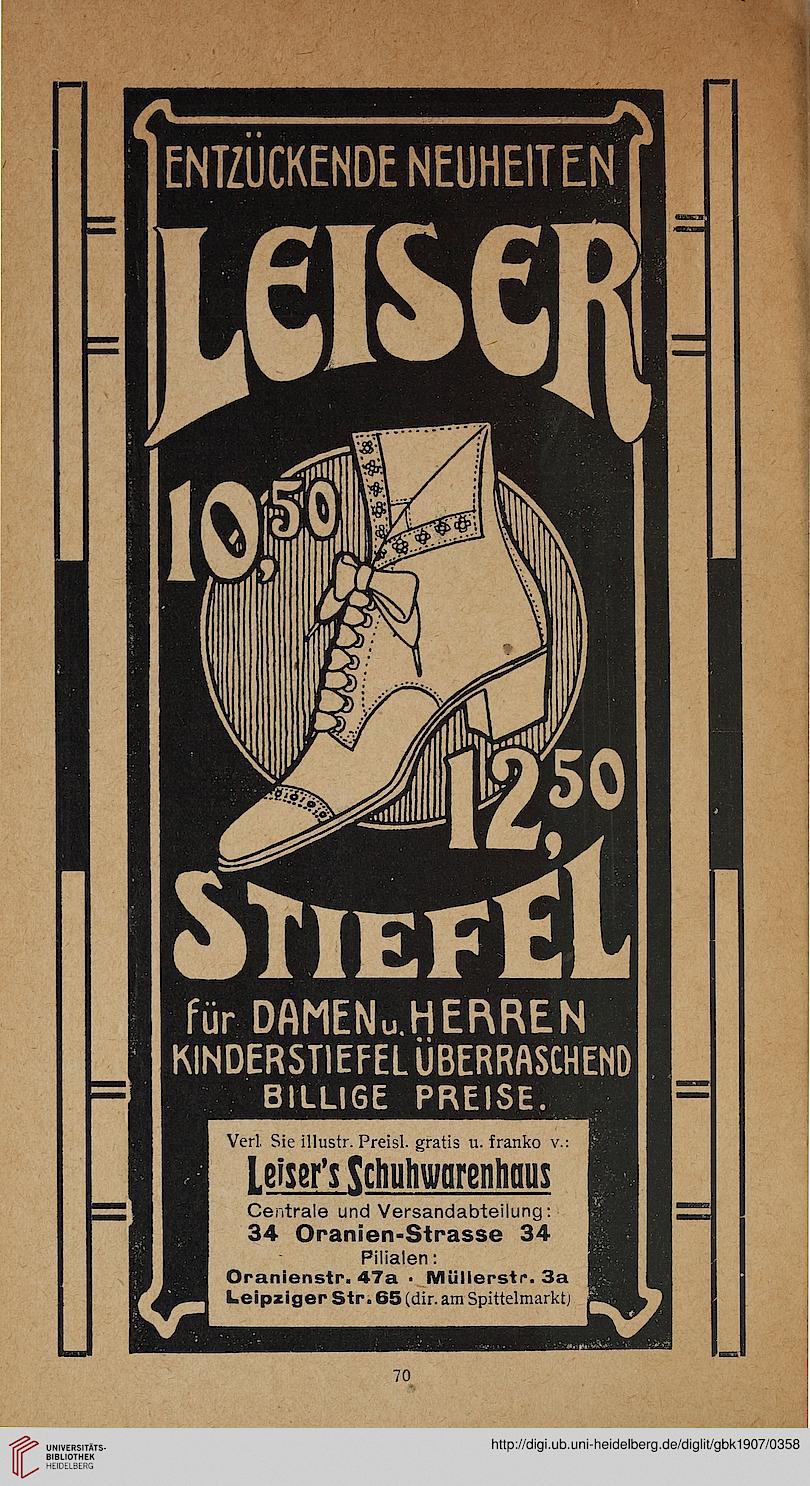 ENTZÜCKENDE NEUHEITEN
LEISER
10,50
12,50
STIEFEL
für DAMEN u. HERREN
KINDERSTIEFEL ÜBERRASCHEND
BILLIGE PREISE.
Verl. Sie illustr. Preisl. gratis u. franko v.:
Leiser's Schuhwarenhaus
Centrale und Versandabteilung:
34 Oranien-Strasse 34
Pilialen:
Oranienstr. 47a · Müllerstr. 3a
Leipziger Str. 65 (dir. am Spittelmarkt)
70
UNIVERSITÄTS-
BIBLIOTHEK
HEIDELBERG
http://digi.ub.uni-heidelberg.de/diglit/gbk1907/0358